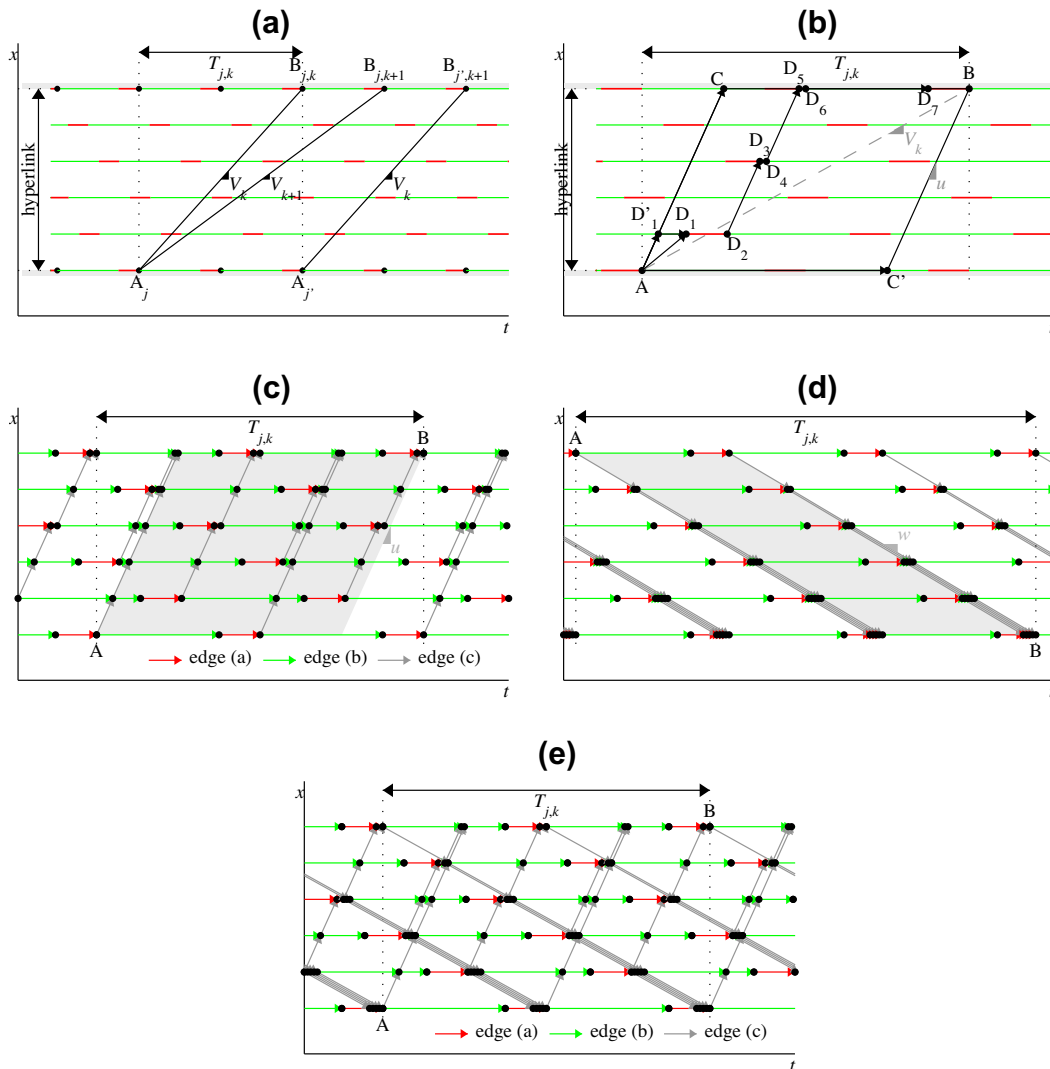 (a)
x
T j,k
B j,k
B j,k+1
B j',k+1
hyperlink
V k
V k+1
V k
A j
A j'
t
(b)
x
T j,k
C
D 5
D 6
D 7
B
V k
hyperlink
D 3
D 4
u
D' 1
D 1
D 2
A
C'
(c)
x
T j,k
B
u
A
edge (a)
edge (b)
edge (c)
t
(d)
x
A
T j,k
w
B
(e)
x
T j,k
B
A
edge (a)
edge (b)
edge (c)
t